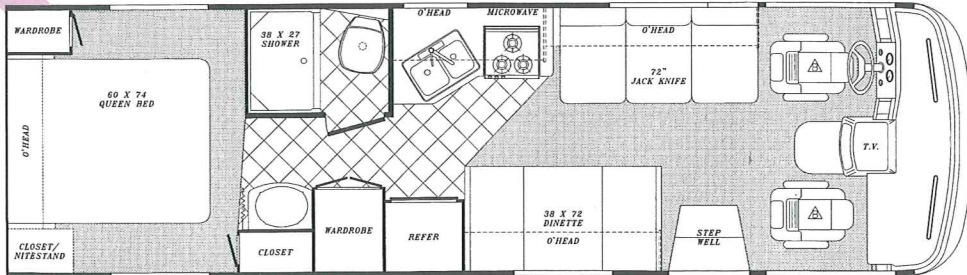 WARDROBE
O'HEAD
60 X 74
QUEEN BED
CLOSET/
NITESTAND
38 X 27
SHOWER
CLOSET
WARDROBE
REFER
O'HEAD
MICROWAVE
O'HEAD
72"
JACK KNIFE
38 X 72
DINETTE
O'HEAD
STEP
WELL
T.V.